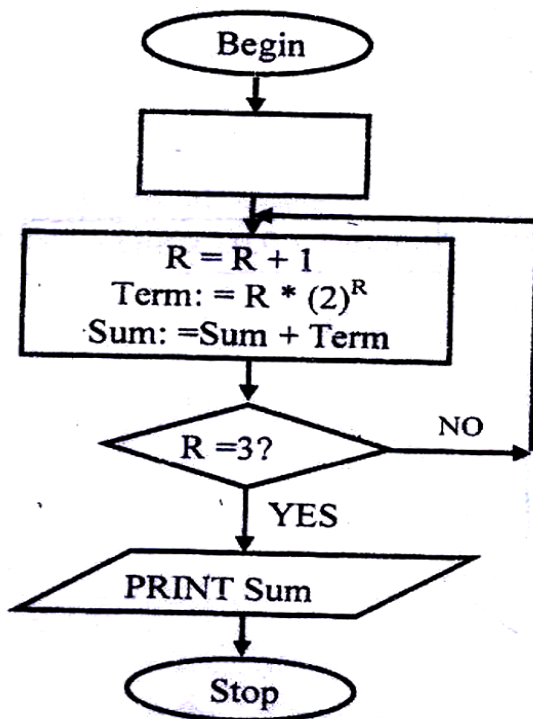 Begin
R = R + 1
Term: = R * (2)^R
Sum: =Sum + Term
R =3?
NO
YES
PRINT Sum
Stop